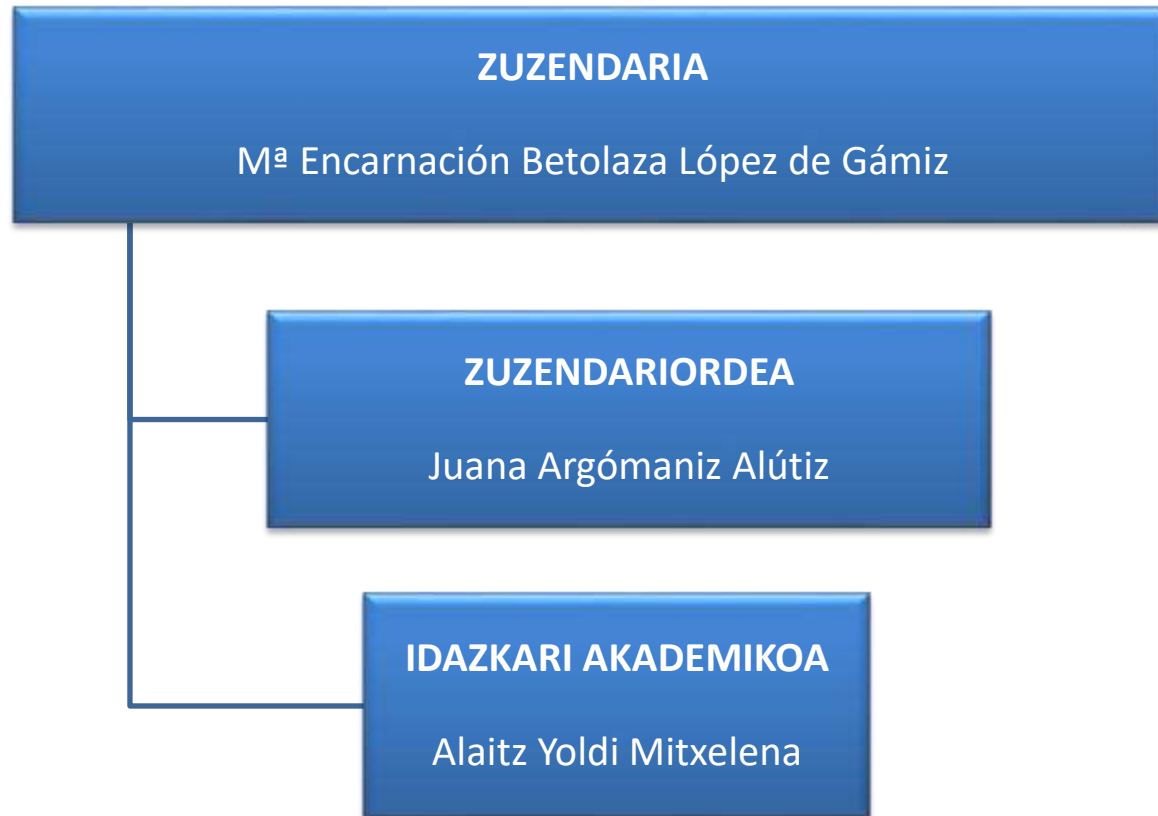 ZUZENDARIA
Mª Encarnación Betolaza López de Gámiz
ZUZENDARIORDEA
Juana Argómaniz Alútiz
IDAZKARI AKADEMIKOA
Alaitz Yoldi Mitxelena